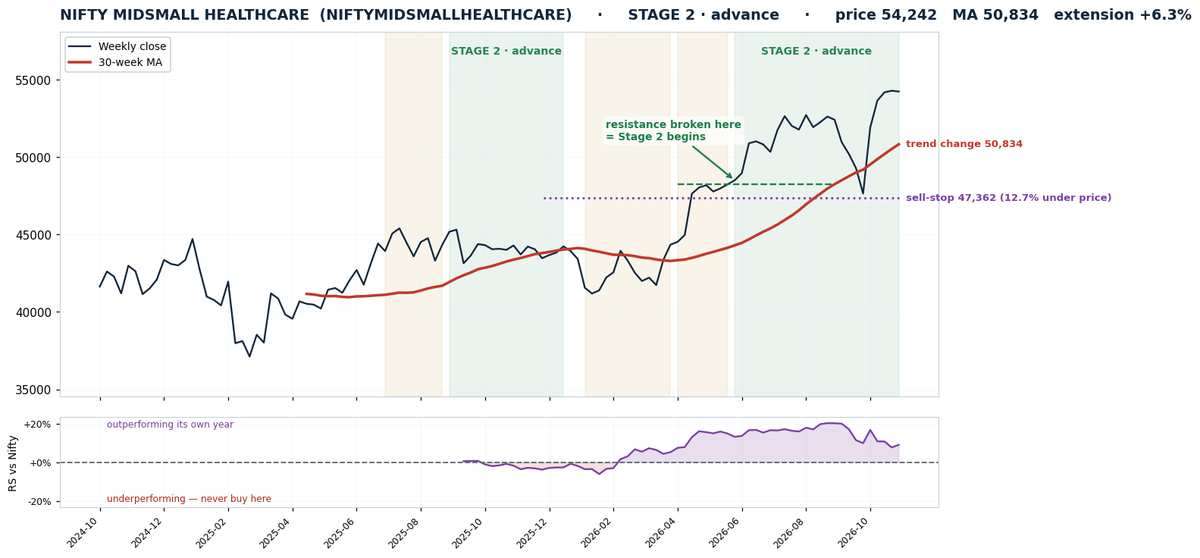 NIFTY MIDSMALL HEALTHCARE (NIFTYMIDSMALLHEALTHCARE) · STAGE 2 · advance · price 54,242 MA 50,834 extension +6.3%
Weekly close
30-week MA
STAGE 2 · advance
STAGE 2 · advance
55000
50000
45000
40000
35000
resistance broken here
= Stage 2 begins
trend change 50,834
sell-stop 47,362 (12.7% under price)
RS vs Nifty
+20%
+0%
-20%
outperforming its own year
underperforming — never buy here
2024-10
2024-12
2025-02
2025-04
2025-06
2025-08
2025-10
2025-12
2026-02
2026-04
2026-06
2026-08
2026-10